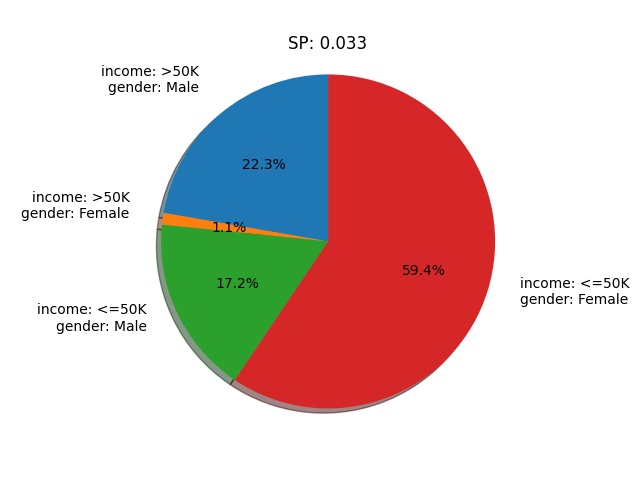 SP: 0.033
income: >50K
gender: Male
22.3%
income: >50K
gender: Female
1.1%
17.2%
59.4%
income: <=50K
gender: Female
income: <=50K
gender: Male